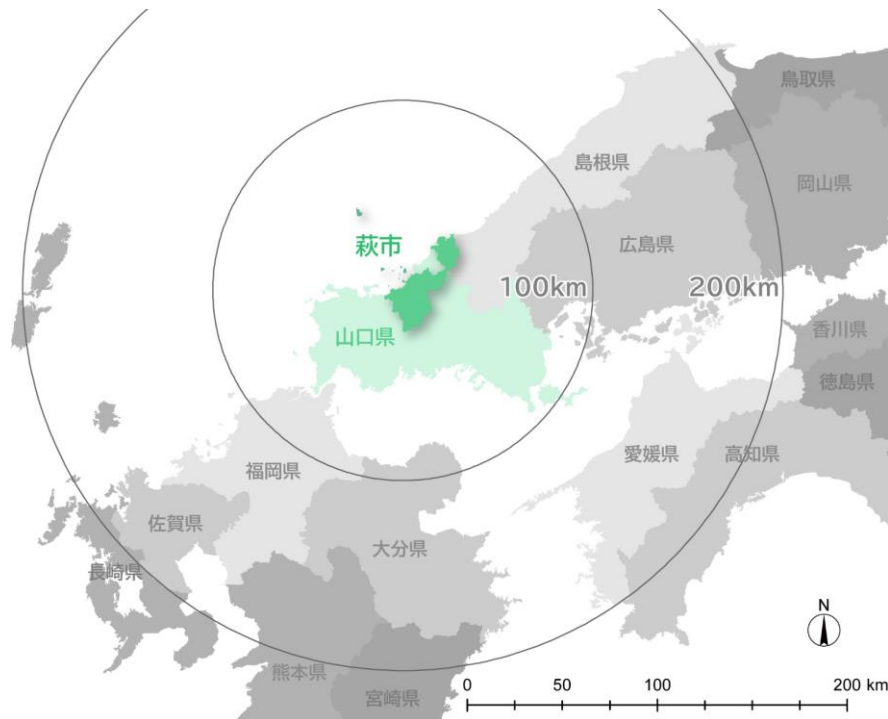 鳥取県
島根県
岡山県
萩市
広島県
100km
200km
山口県
香川県
徳島県
愛媛県
高知県
福岡県
佐賀県
大分県
長崎県
N
熊本県
宮崎県
0
50
100
200 km